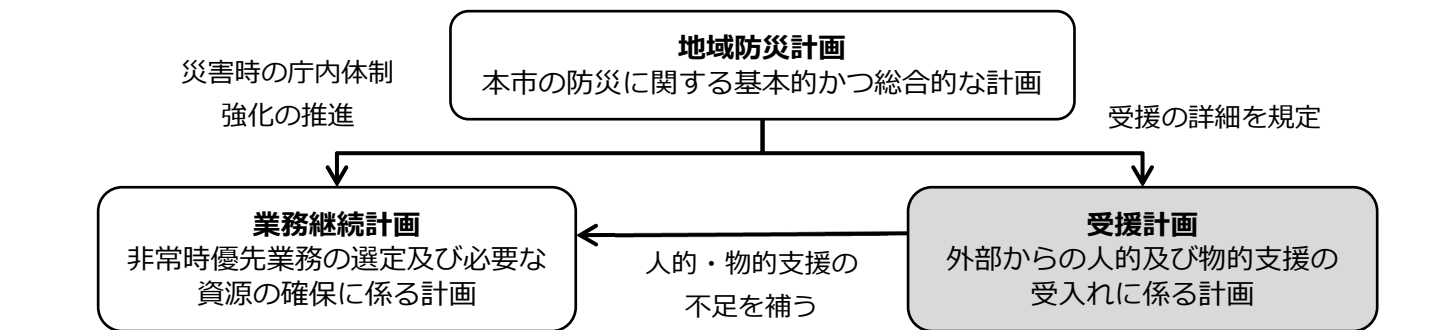 地域防災計画
本市の防災に関する基本的かつ総合的な計画
災害時の庁内体制
強化の推進
受援の詳細を規定
業務継続計画
非常時優先業務の選定及び必要な
資源の確保に係る計画
人的・物的支援の
不足を補う
受援計画
外部からの人的及び物的支援の
受入れに係る計画